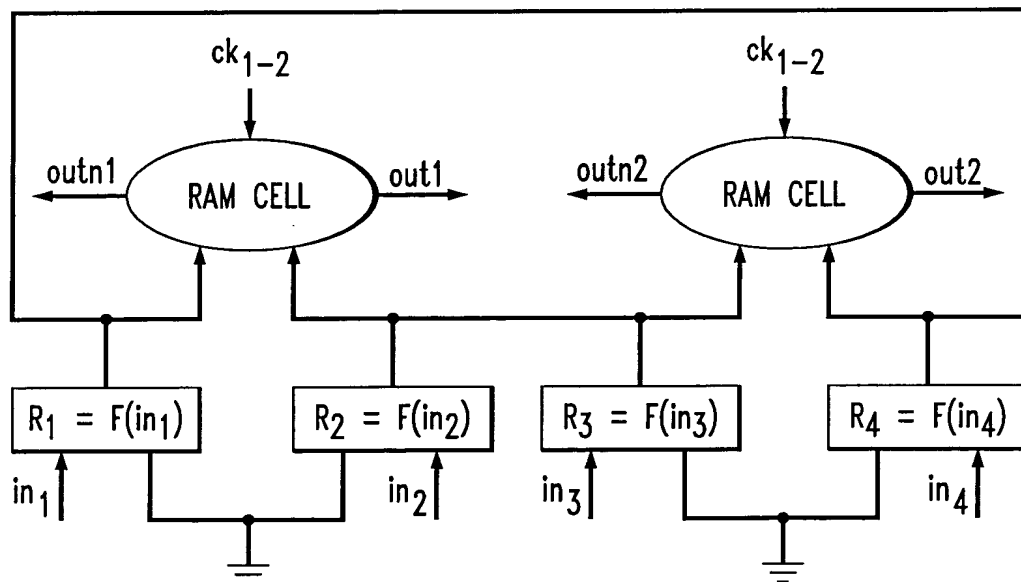 ck1-2
ck1-2
outn1
RAM CELL
out1
outn2
RAM CELL
out2
R1 = F(in1)
R2 = F(in2)
R3 = F(in3)
R4 = F(in4)
in1
in2
in3
in4